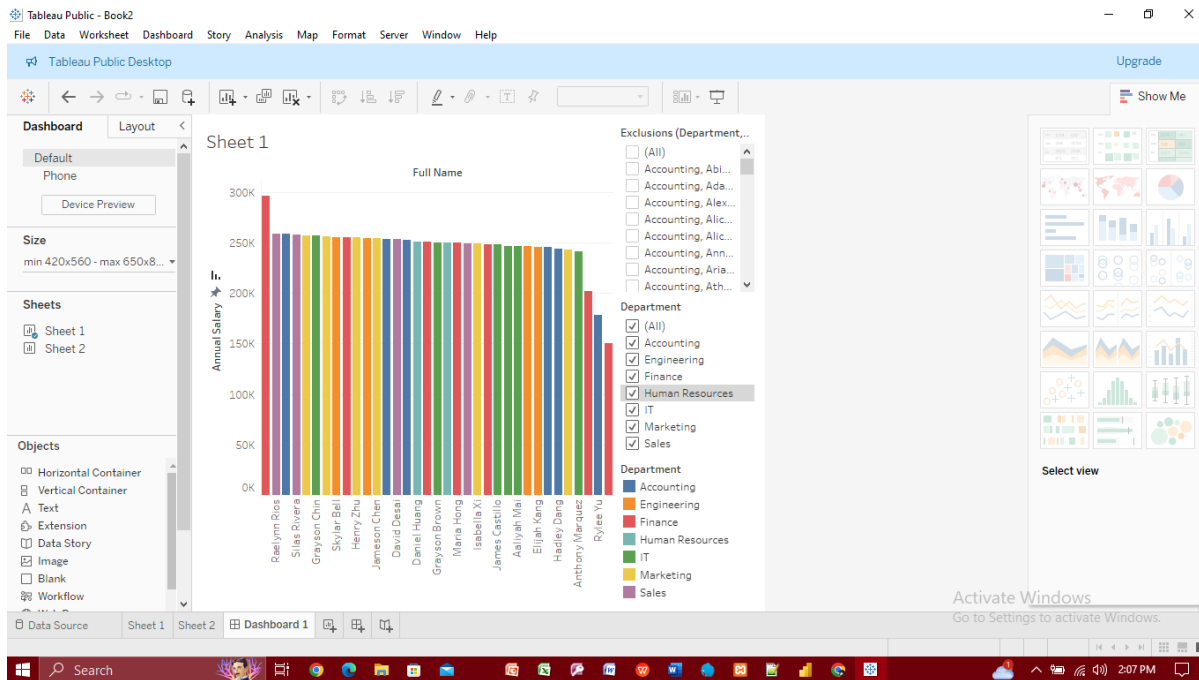 Tableau Public - Book2
File Data Worksheet Dashboard Story Analysis Map Format Server Window Help
Tableau Public Desktop
Upgrade
Show Me
Dashboard Layout
Default
Phone
Device Preview
Size
min 420x560 - max 650x8...
Sheets
Sheet 1
Sheet 2
Objects
Horizontal Container
Vertical Container
Text
Extension
Data Story
Image
Blank
Workflow
Sheet 1
Full Name
Annual Salary
300K
250K
200K
150K
100K
50K
0K
Raelynn Rios
Silas Rivera
Grayson Chin
Skylar Bell
Henry Zhu
Jameson Chen
David Desai
Daniel Huang
Grayson Brown
Maria Hong
Isabella Xi
James Castillo
Aaliyah Mai
Elijah Kang
Hadley Dang
Anthony Marquez
Rylee Yu
Exclusions (Department,..
(All)
Accounting, Abi...
Accounting, Ada...
Accounting, Alex...
Accounting, Alic...
Accounting, Alic...
Accounting, Ann...
Accounting, Aria...
Accounting, Ath...
Department
(All)
Accounting
Engineering
Finance
Human Resources
IT
Marketing
Sales
Department
Accounting
Engineering
Finance
Human Resources
IT
Marketing
Sales
Select view
Activate Windows
Go to Settings to activate Windows.
Data Source Sheet 1 Sheet 2 Dashboard 1
Search
2:07 PM